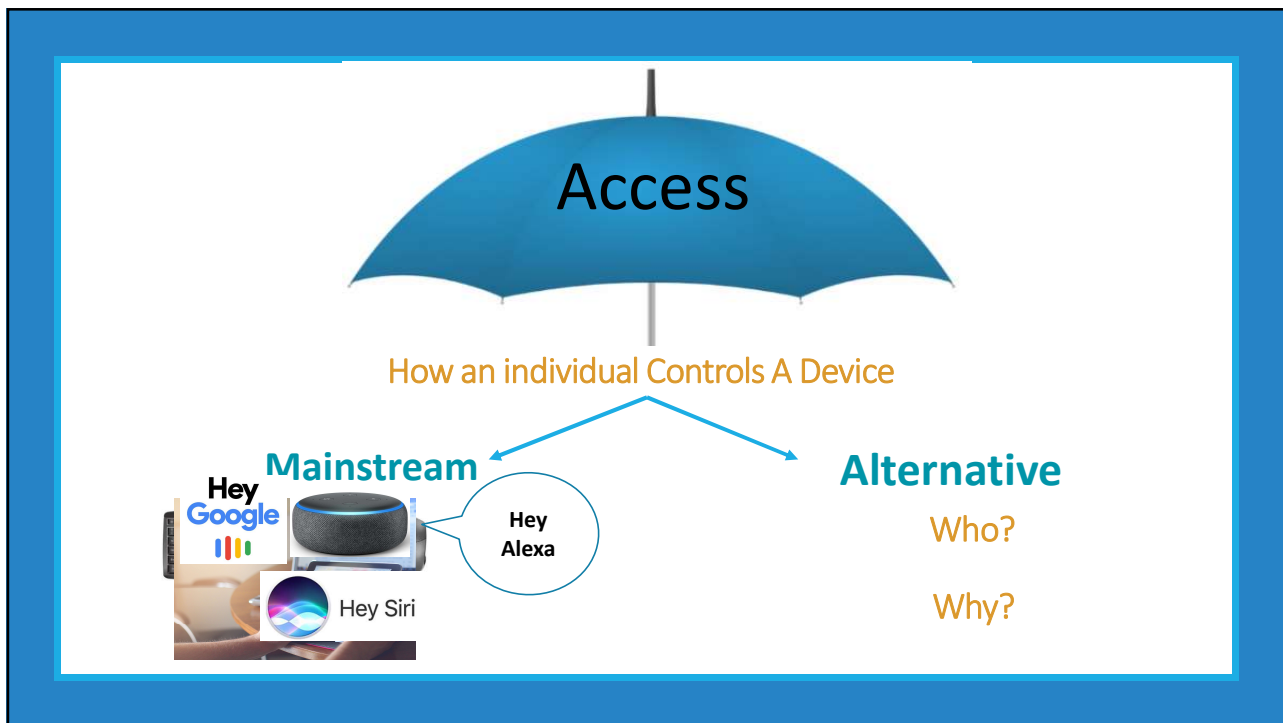 Access
How an individual Controls A Device
Mainstream
Hey
Google
Hey
Alexa
Hey Siri
Alternative
Who?
Why?